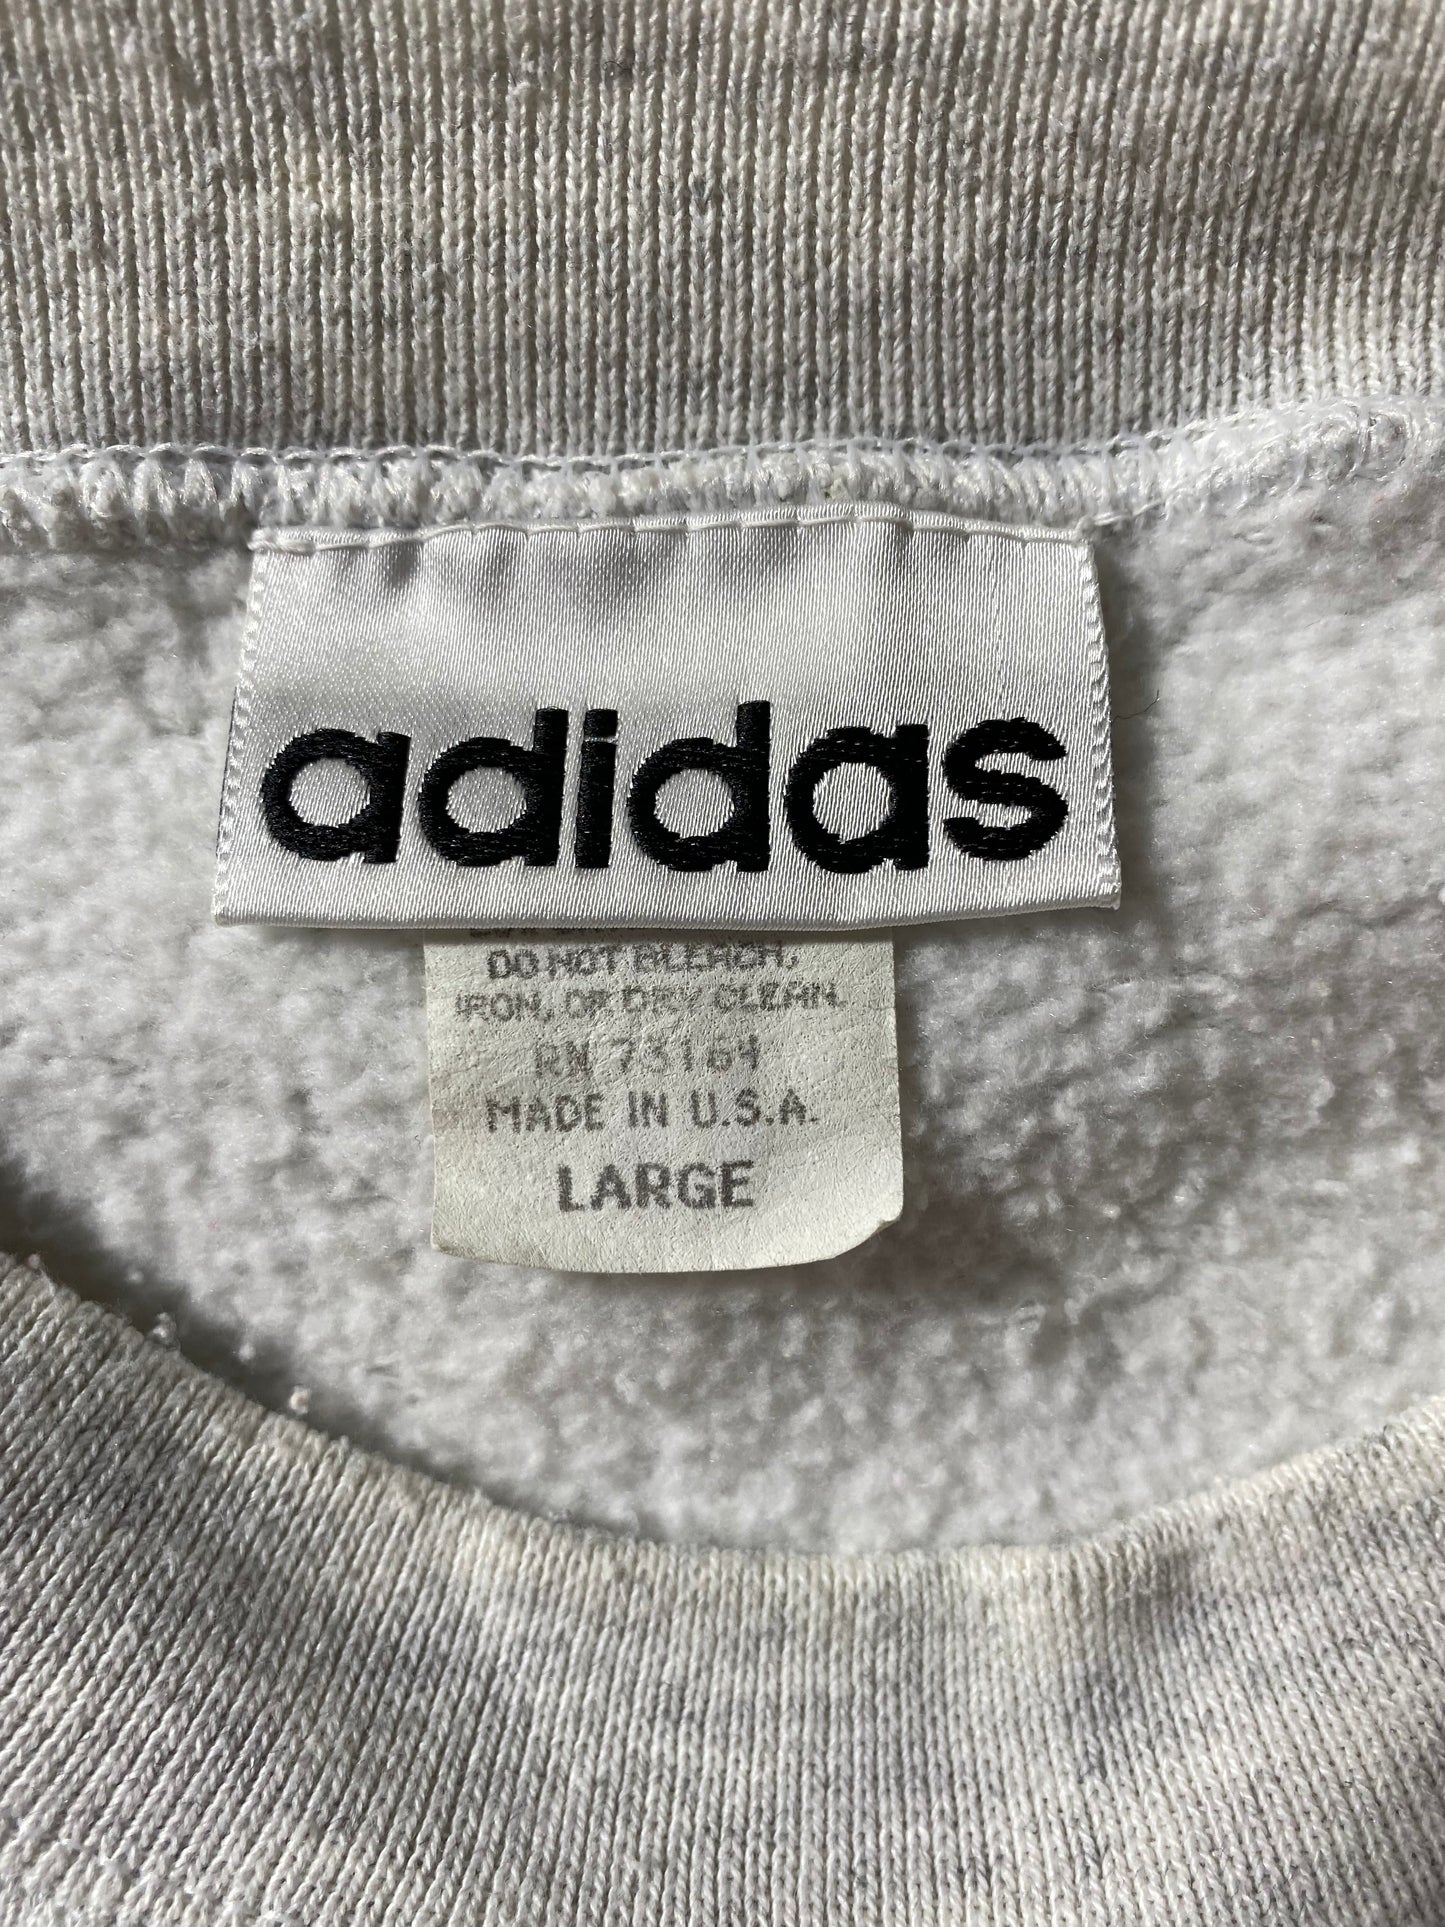 adidas
DO NOT BLEACH,
IRON, OR DRY CLEAN.
RN 73164
MADE IN U.S.A.
LARGE